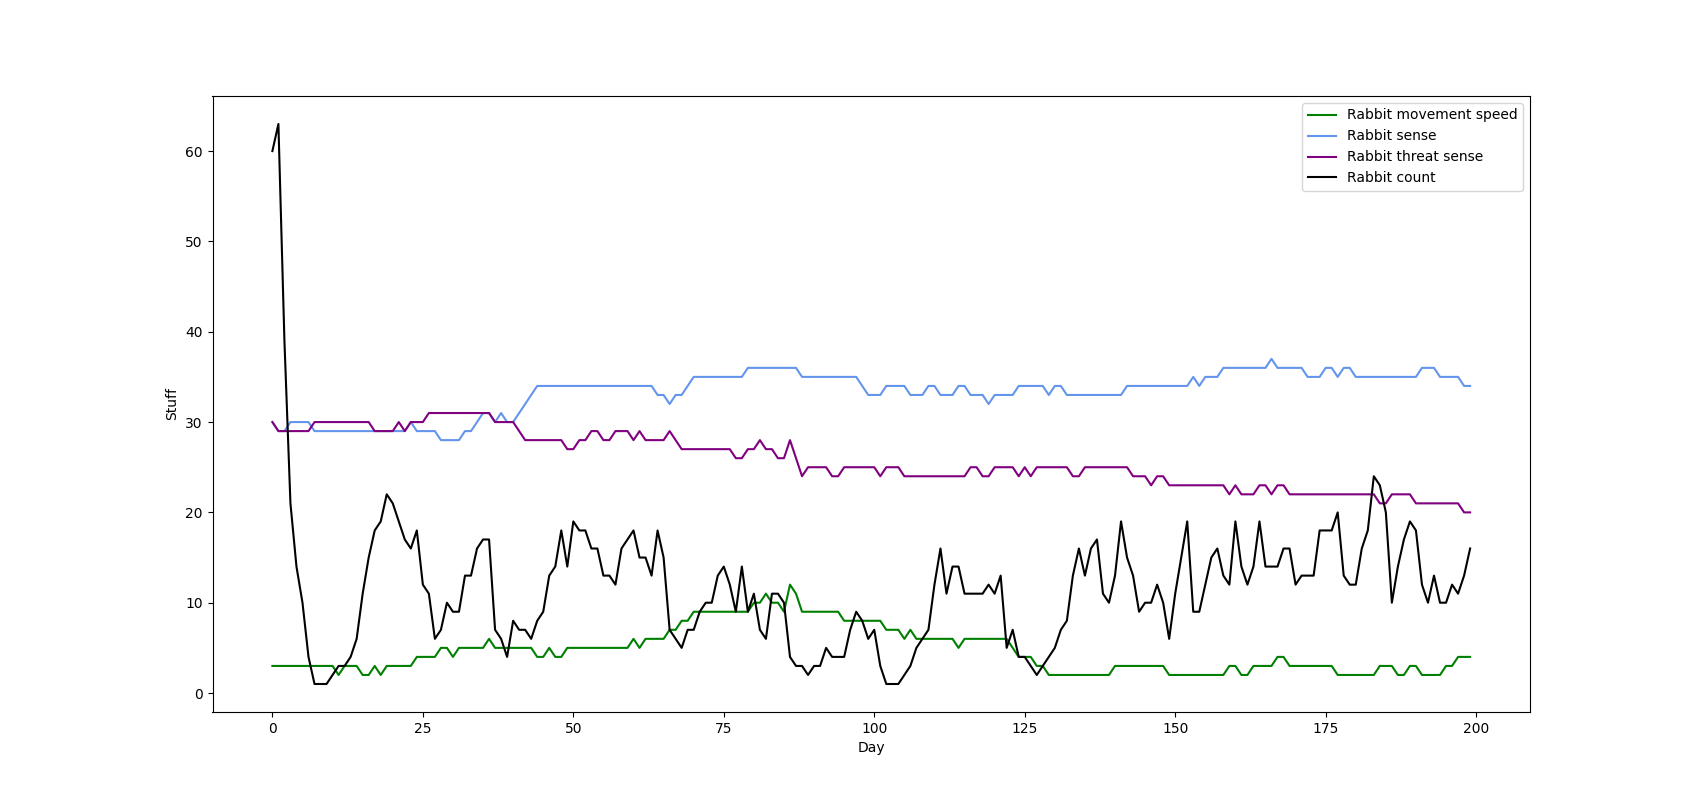 Rabbit movement speed
Rabbit sense
Rabbit threat sense
Rabbit count
Stuff
60
50
40
30
20
10
0
0 25 50 75 100 125 150 175 200
Day